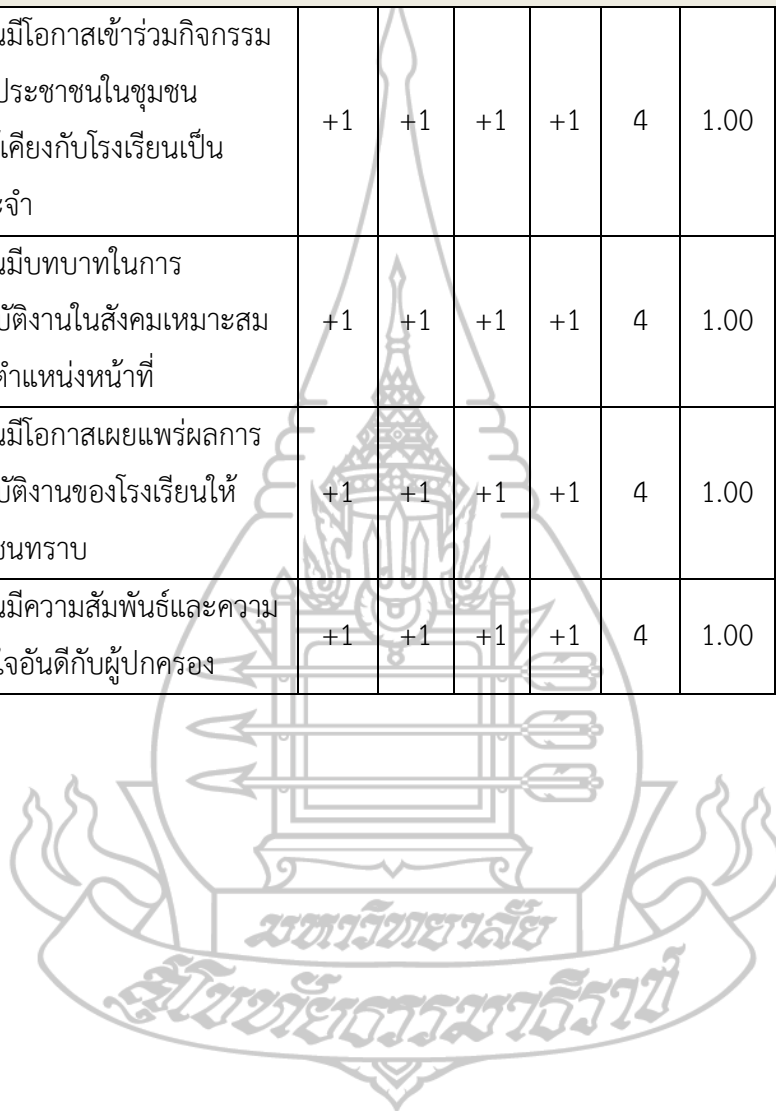 นมีโอกาสเข้าร่วมกิจกรรม
ประชาชนในชุมชน
เคียงกับโรงเรียนเป็น
ะจำ
+1 +1 +1 +1 4 1.00
นมีบทบาทในการ
บัติงานในสังคมเหมาะสม
ตำแหน่งหน้าที่
+1 +1 +1 +1 4 1.00
นมีโอกาสเผยแพร่ผลการ
บัติงานของโรงเรียนให้
ชนทราบ
+1 +1 +1 +1 4 1.00
นมีความสัมพันธ์และความ
ใจอันดีกับผู้ปกครอง
+1 +1 +1 +1 4 1.00
มหาวิทยาลัย
สุโขทัยธรรมาธิราช